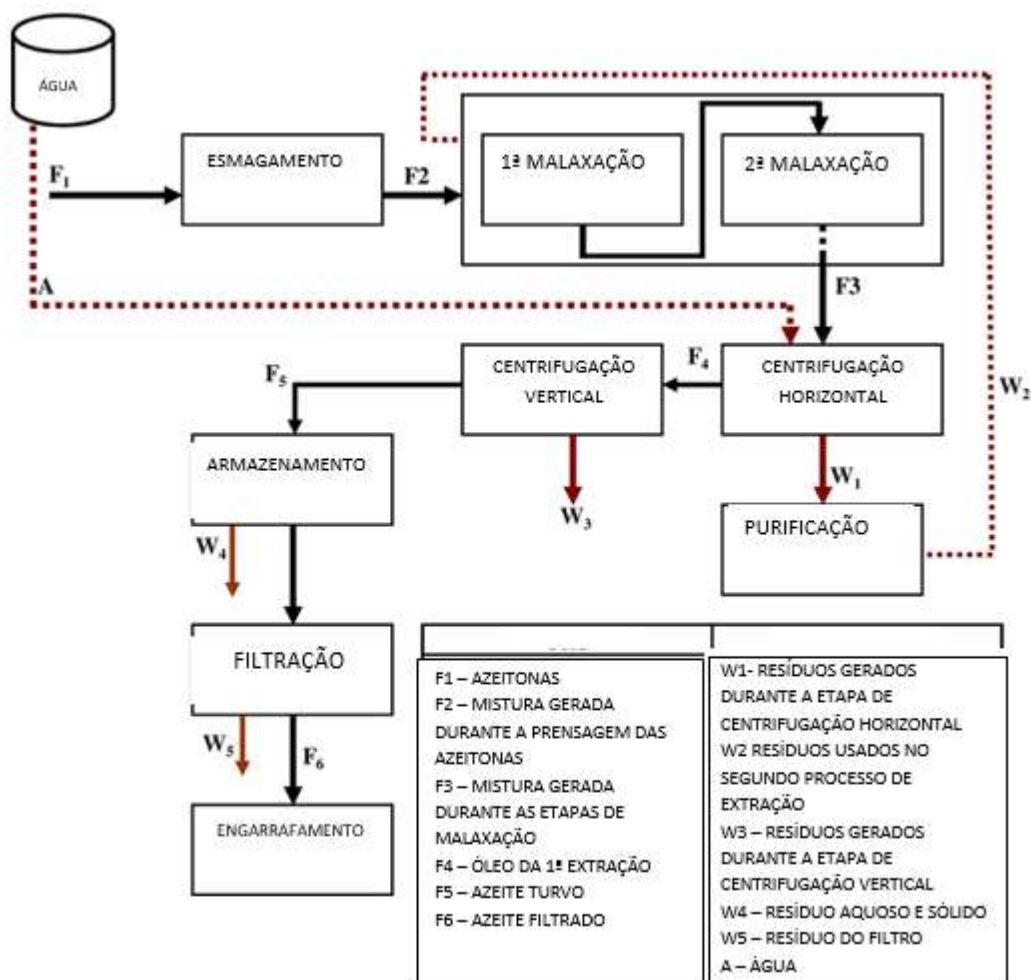 ÁGUA
ESMAGAMENTO
1ª MALAXAÇÃO
2ª MALAXAÇÃO
F₁
F2
A
F3
CENTRIFUGAÇÃO
VERTICAL
F₄
CENTRIFUGAÇÃO
HORIZONTAL
F₅
W₂
ARMAZENAMENTO
W₃
W₁
PURIFICAÇÃO
W₄
FILTRAÇÃO
W₅
F₆
ENGARRAFAMENTO
F1 – AZEITONAS
F2 – MISTURA GERADA
DURANTE A PRENSAGEM DAS
AZEITONAS
F3 – MISTURA GERADA
DURANTE AS ETAPAS DE
MALAXAÇÃO
F4 – ÓLEO DA 1ª EXTRAÇÃO
F5 – AZEITE TURVO
F6 – AZEITE FILTRADO
W1- RESÍDUOS GERADOS
DURANTE A ETAPA DE
CENTRIFUGAÇÃO HORIZONTAL
W2 RESÍDUOS USADOS NO
SEGUNDO PROCESSO DE
EXTRAÇÃO
W3 – RESÍDUOS GERADOS
DURANTE A ETAPA DE
CENTRIFUGAÇÃO VERTICAL
W4 – RESÍDUO AQUOSO E SÓLIDO
W5 – RESÍDUO DO FILTRO
A – ÁGUA